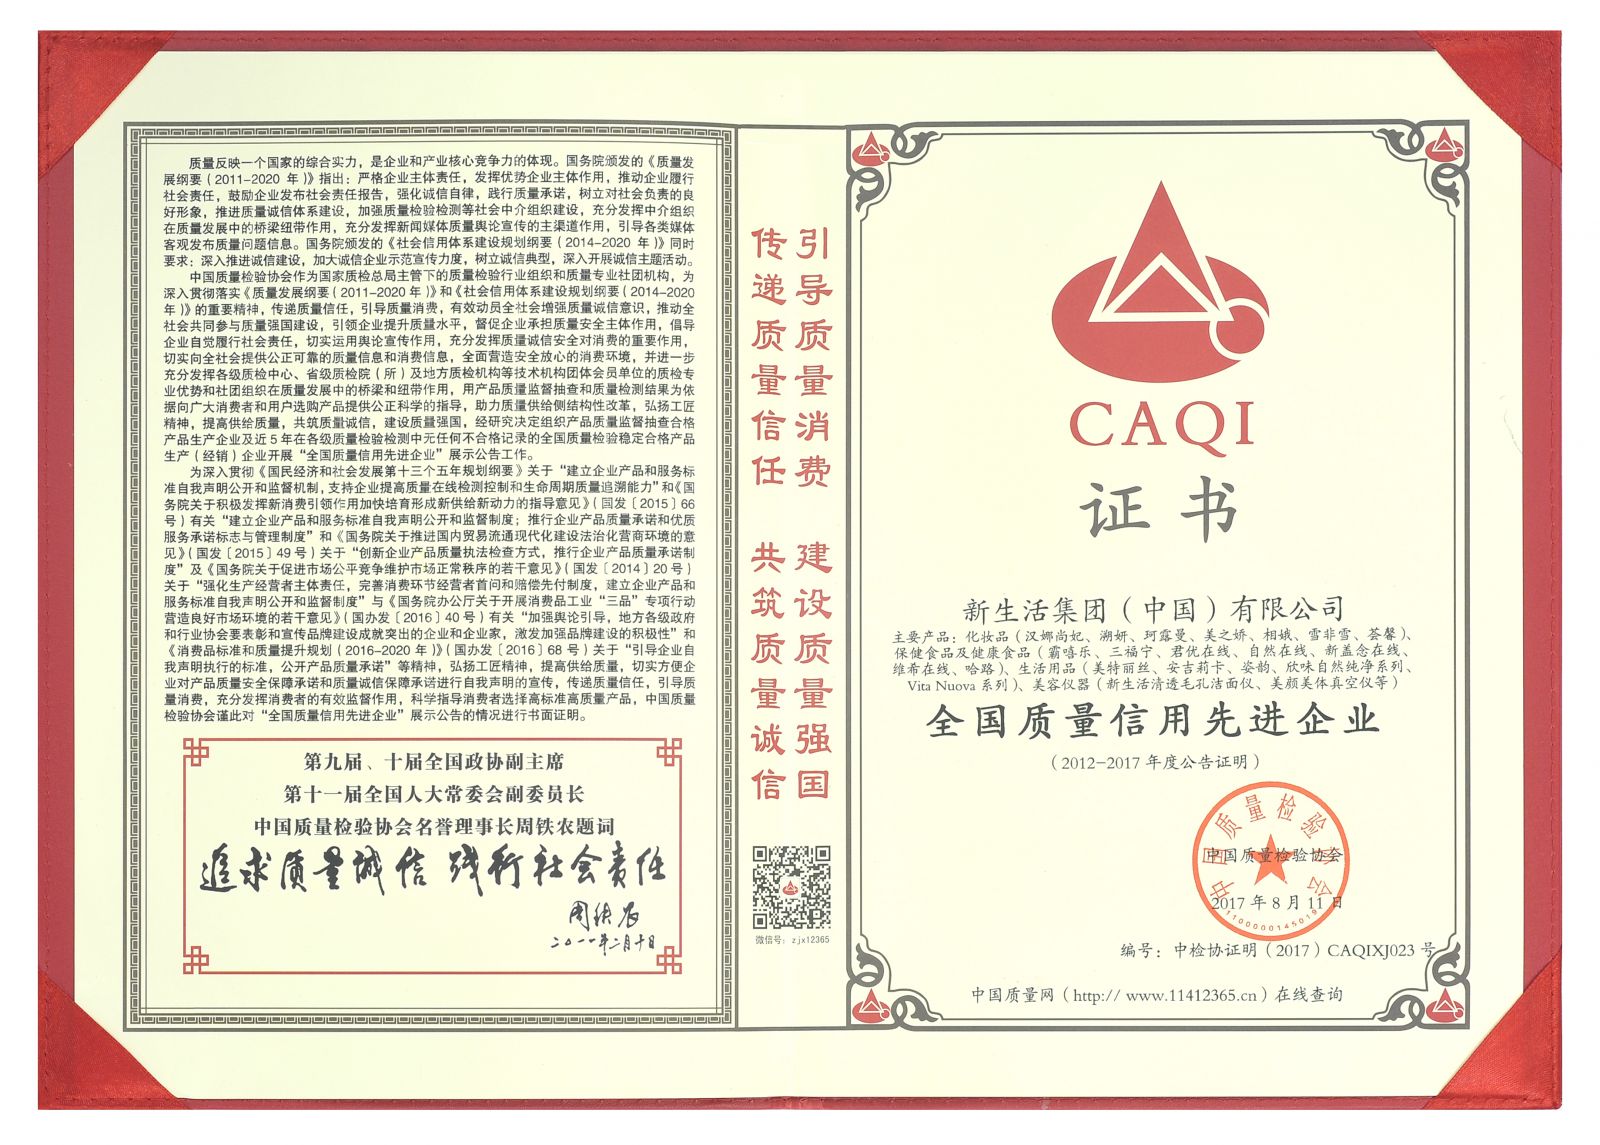 质量反映一个国家的综合实力，是企业和产业核心竞争力的体现。国务院颁发的《质量发
展纲要（2011-2020 年）》指出：严格企业主体责任，发挥优势企业主体作用，推动企业履行
社会责任，鼓励企业发布社会责任报告，强化诚信自律，践行质量承诺，树立对社会负责的良
好形象，推进质量诚信体系建设，加强质量检验检测等社会中介组织建设，充分发挥中介组织
在质量发展中的桥梁纽带作用，充分发挥新闻媒体质量舆论宣传的主渠道作用，引导各类媒体
客观发布质量问题信息。国务院颁发的《社会信用体系建设规划纲要（2014-2020 年）》同时
要求：深入推进诚信建设，加大诚信企业示范宣传力度，树立诚信典型，深入开展诚信主题活动。
中国质量检验协会作为国家质检总局主管下的质量检验行业组织和质量专业社团机构，为
深入贯彻落实《质量发展纲要（2011-2020 年）》和《社会信用体系建设规划纲要（2014-2020
年）》的重要精神，传递质量信任，引导质量消费，有效动员全社会增强质量诚信意识，推动全
社会共同参与质量强国建设，引领企业提升质量水平，督促企业承担质量安全主体作用，倡导
企业自觉履行社会责任，切实运用舆论宣传作用，充分发挥质量诚信安全对消费的重要作用，
切实向全社会提供公正可靠的质量信息和消费信息，全面营造安全放心的消费环境，并进一步
充分发挥各级质检中心、省级质检院（所）及地方质检机构等技术机构团体会员单位的质检专
业优势和社团组织在质量发展中的桥梁和纽带作用，用产品质量监督抽查和质量检测结果为依
据向广大消费者和用户选购产品提供公正科学的指导，助力质量供给侧结构性改革，弘扬工匠
精神，提高供给质量，共筑质量诚信，建设质量强国，经研究决定组织产品质量监督抽查合格
产品生产企业及近 5 年在各级质量检验检测中无任何不合格记录的全国质量检验稳定合格产品
生产（经销）企业开展“全国质量信用先进企业”展示公告工作。
为深入贯彻《国民经济和社会发展第十三个五年规划纲要》关于“建立企业产品和服务标
准自我声明公开和监督机制，支持企业提高质量在线检测控制和生命周期质量追溯能力”和《国
务院关于积极发挥新消费引领作用加快培育形成新供给新动力的指导意见》（国发〔2015〕66
号）有关“建立企业产品和服务标准自我声明公开和监督制度；推行企业产品质量承诺和优质
服务承诺标志与管理制度”和《国务院关于推进国内贸易流通现代化建设法治化营商环境的意
见》（国发〔2015〕49 号）关于“创新企业产品质量执法检查方式，推行企业产品质量承诺制
度”及《国务院关于促进市场公平竞争维护市场正常秩序的若干意见》（国发〔2014〕20 号）
关于“强化生产经营者主体责任，完善消费环节经营者首问和赔偿先付制度，建立企业产品和
服务标准自我声明公开和监督制度”与《国务院办公厅关于开展消费品工业“三品”专项行动
营造良好市场环境的若干意见》（国办发〔2016〕40 号）有关“加强舆论引导，地方各级政府
和行业协会要表彰和宣传品牌建设成就突出的企业和企业家，激发加强品牌建设的积极性”和
《消费品标准和质量提升规划（2016-2020 年）》（国办发〔2016〕68 号）关于“引导企业自
我声明执行的标准，公开产品质量承诺”等精神，弘扬工匠精神，提高供给质量，切实方便企
业对产品质量安全保障承诺和质量诚信保障承诺进行自我声明的宣传，传递质量信任，引导质
量消费，充分发挥消费者的有效监督作用，科学指导消费者选择高标准高质量产品，中国质量
检验协会谨此对“全国质量信用先进企业”展示公告的情况进行书面证明。
第九届、十届全国政协副主席
第十一届全国人大常委会副委员长
中国质量检验协会名誉理事长周铁农题词
追求质量诚信 践行社会责任
周铁农
二〇一一年二月十日
引导质量消费 建设质量强国
传递质量信任 共筑质量诚信
微信号：zjx12365
CAQI
证书
新生活集团（中国）有限公司
主要产品：化妆品（汉娜尚妃、溯妍、珂露曼、美之娇、相娥、雪非雪、荟馨）、
保健食品及健康食品（霸嘻乐、三福宁、君优在线、自然在线、新盖念在线、
维希在线、哈路）、生活用品（美特丽丝、安吉莉卡、姿韵、欣味自然纯净系列、
Vita Nuova 系列）、美容仪器（新生活清透毛孔洁面仪、美颜美体真空仪等）
全国质量信用先进企业
（2012-2017 年度公告证明）
中国质量检验协会
中国质量检验协会
2017 年 8 月 11 日
1100000145019
编号：中检协证明（2017）CAQIXJ023 号
中国质量网（http:// www.11412365.cn）在线查询